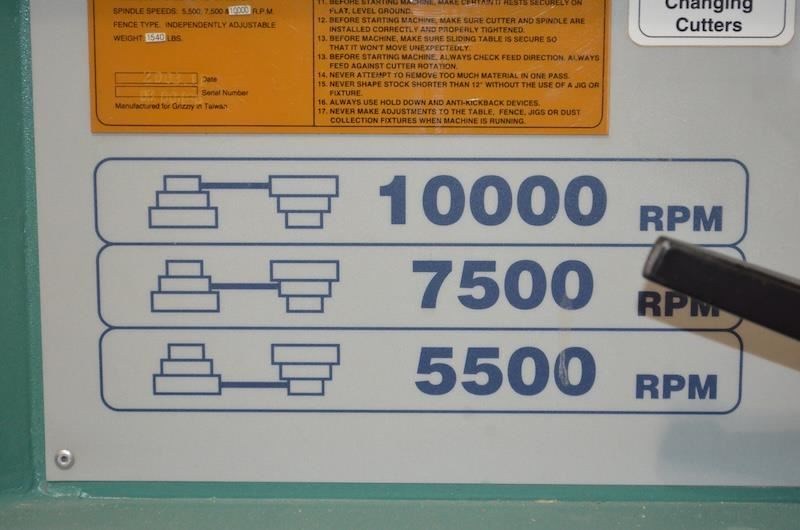 SPINDLE SPEEDS: 5,500, 7,500 & 10000 R.P.M.
FENCE TYPE. INDEPENDENTLY ADJUSTABLE
WEIGHT: 1540 LBS.
Date
Serial Number
Manufactured for Grizzly in Taiwan
11. BEFORE STARTING MACHINE, MAKE CERTAIN IT RESTS SECURELY ON
FLAT, LEVEL GROUND.
12. BEFORE STARTING MACHINE, MAKE SURE CUTTER AND SPINDLE ARE
INSTALLED CORRECTLY AND PROPERLY TIGHTENED.
13. BEFORE MACHINE, MAKE SURE SLIDING TABLE IS SECURE SO
THAT IT WON'T MOVE UNEXPECTEDLY.
13. BEFORE STARTING MACHINE, ALWAYS CHECK FEED DIRECTION, ALWAYS
FEED AGAINST CUTTER ROTATION.
14. NEVER ATTEMPT TO REMOVE TOO MUCH MATERIAL IN ONE PASS.
15. NEVER SHAPE STOCK SHORTER THAN 12" WITHOUT THE USE OF A JIG OR
FIXTURE.
16. ALWAYS USE HOLD DOWN AND ANTI-KICKBACK DEVICES.
17. NEVER MAKE ADJUSTMENTS TO THE TABLE, FENCE, JIGS OR DUST
COLLECTION FIXTURES WHEN MACHINE IS RUNNING.
Changing
Cutters
10000 RPM
7500 RPM
5500 RPM